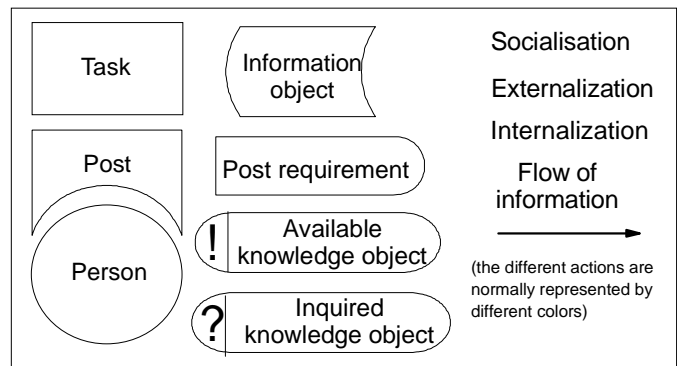 Task
Information
object
Post
Post requirement
Person
!
Available
knowledge object
?
Inquired
knowledge object
Socialisation
Externalization
Internalization
Flow of
information
(the different actions are
normally represented by
different colors)